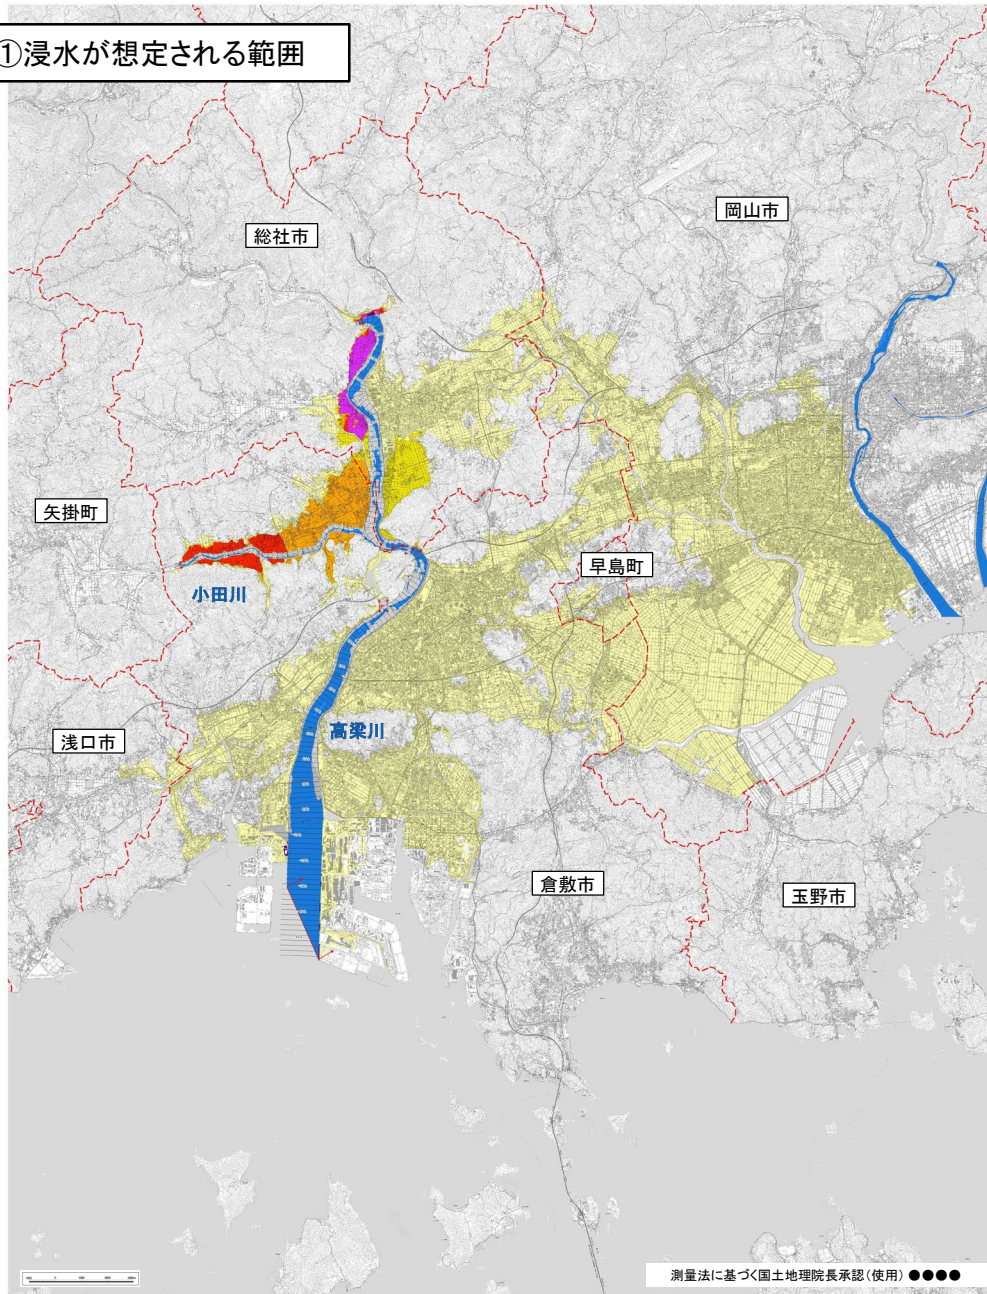 ①浸水が想定される範囲
岡山市
総社市
矢掛町
早島町
小田川
高梁川
浅口市
倉敷市
玉野市
測量法に基づく国土地理院長承認(使用)●●●●